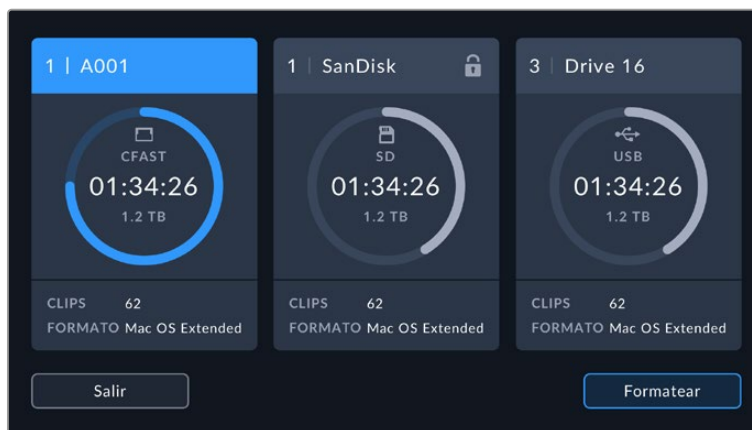 1 | A001
CFAST
01:34:26
1.2 TB
CLIPS 62
FORMATO Mac OS Extended
1 | SanDisk
SD
01:34:26
1.2 TB
CLIPS 62
FORMATO Mac OS Extended
3 | Drive 16
USB
01:34:26
1.2 TB
CLIPS 62
FORMATO Mac OS Extended
Salir
Formatear